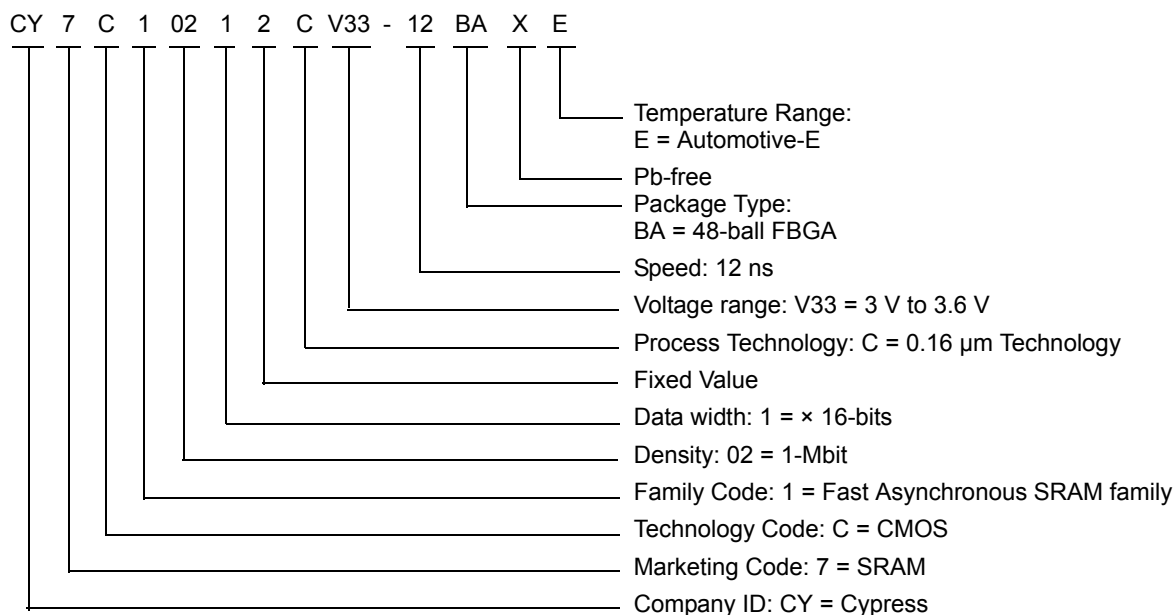 CY 7 C 1 02 1 2 C V33 - 12 BA X E
Temperature Range:
E = Automotive-E
Pb-free
Package Type:
BA = 48-ball FBGA
Speed: 12 ns
Voltage range: V33 = 3 V to 3.6 V
Process Technology: C = 0.16 µm Technology
Fixed Value
Data width: 1 = × 16-bits
Density: 02 = 1-Mbit
Family Code: 1 = Fast Asynchronous SRAM family
Technology Code: C = CMOS
Marketing Code: 7 = SRAM
Company ID: CY = Cypress